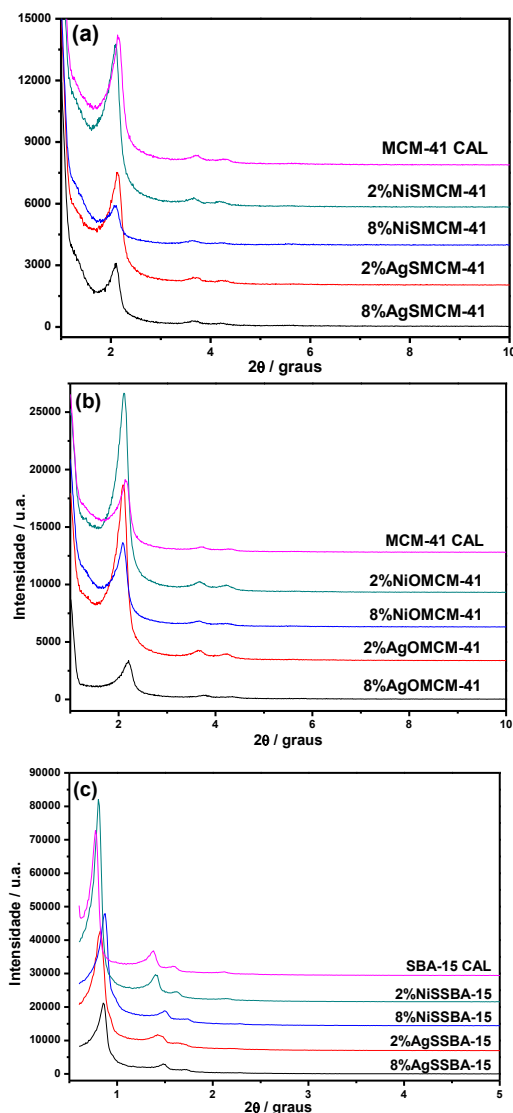 (a)
15000
12000
9000
6000
3000
0
MCM-41 CAL
2%NiSMCM-41
8%NiSMCM-41
2%AgSMCM-41
8%AgSMCM-41
2 4 6 8 10
2θ / graus
(b)
Intensidade / u.a.
25000
20000
15000
10000
5000
0
MCM-41 CAL
2%NiOMCM-41
8%NiOMCM-41
2%AgOMCM-41
8%AgOMCM-41
2 4 6 8 10
2θ / graus
(c)
Intensidade / u.a.
90000
80000
70000
60000
50000
40000
30000
20000
10000
0
SBA-15 CAL
2%NiSSBA-15
8%NiSSBA-15
2%AgSSBA-15
8%AgSSBA-15
1 2 3 4 5
2θ / graus